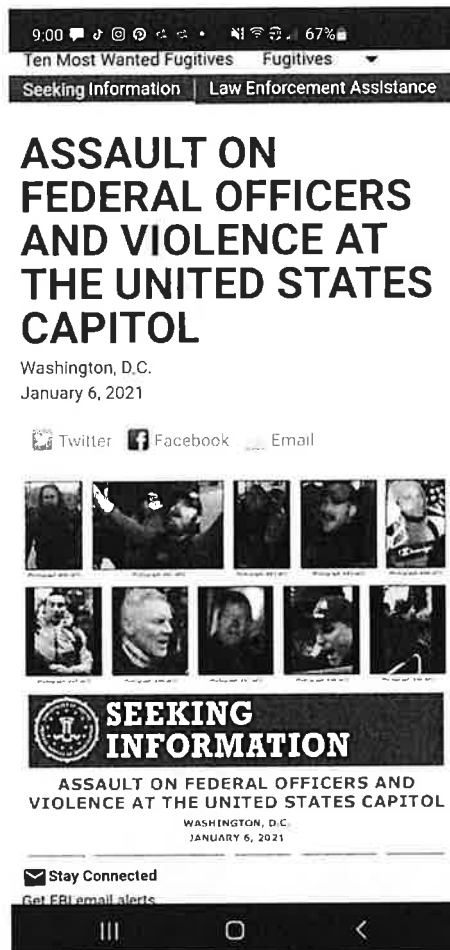 9:00 67%
Ten Most Wanted Fugitives Fugitives
Seeking Information | Law Enforcement Assistance
ASSAULT ON
FEDERAL OFFICERS
AND VIOLENCE AT
THE UNITED STATES
CAPITOL
Washington, D.C.
January 6, 2021
Twitter Facebook Email
SEEKING
INFORMATION
ASSAULT ON FEDERAL OFFICERS AND
VIOLENCE AT THE UNITED STATES CAPITOL
WASHINGTON, D.C.
JANUARY 6, 2021
Stay Connected
Get FBI email alerts